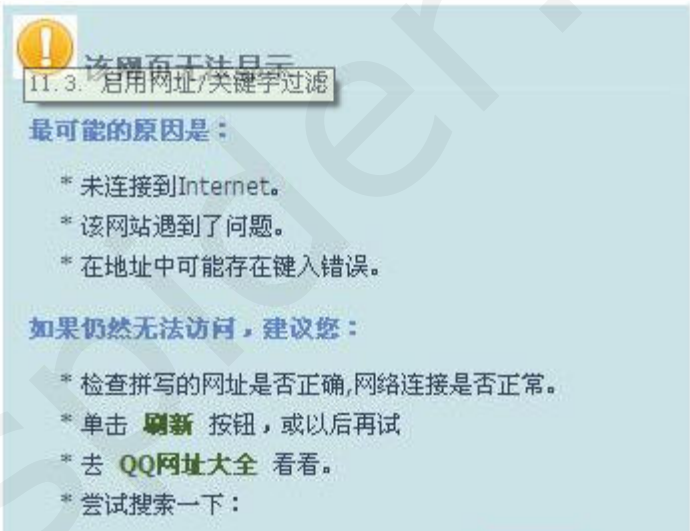 该网页无法显示
11.3. 启用网址/关键字过滤
最可能的原因是：
* 未连接到Internet。
* 该网站遇到了问题。
* 在地址中可能存在键入错误。
如果仍然无法访问，建议您：
* 检查拼写的网址是否正确,网络连接是否正常。
* 单击 刷新 按钮，或以后再试
* 去 QQ网址大全 看看。
* 尝试搜索一下：
spider.